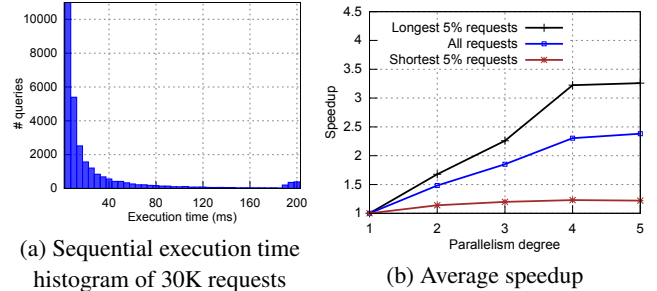 10000
8000
6000
4000
2000
0
# queries
40 80 120 160 200
Execution time (ms)
(a) Sequential execution time
histogram of 30K requests
4.5
4
3.5
3
2.5
2
1.5
1
Speedup
Longest 5% requests
All requests
Shortest 5% requests
1 2 3 4 5
Parallelism degree
(b) Average speedup